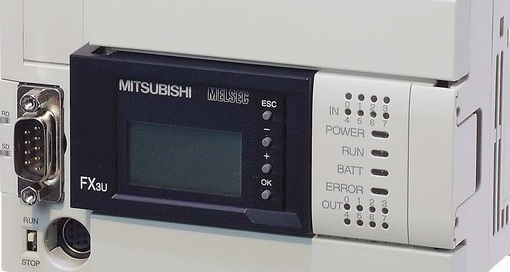 MITSUBISHI MELSEC
ESC
−
+
OK
FX3U
RD
SD
RUN
STOP
0 1 2 3
IN
4 5 6 7
POWER
RUN
BATT
ERROR
0 1 2 3
OUT
4 5 6 7